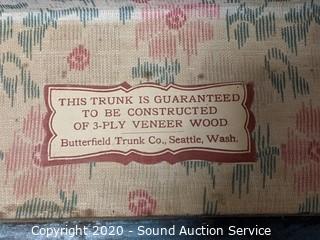 THIS TRUNK IS GUARANTEED
TO BE CONSTRUCTED
OF 3-PLY VENEER WOOD
Butterfield Trunk Co., Seattle, Wash.
Copyright 2020 - Sound Auction Service